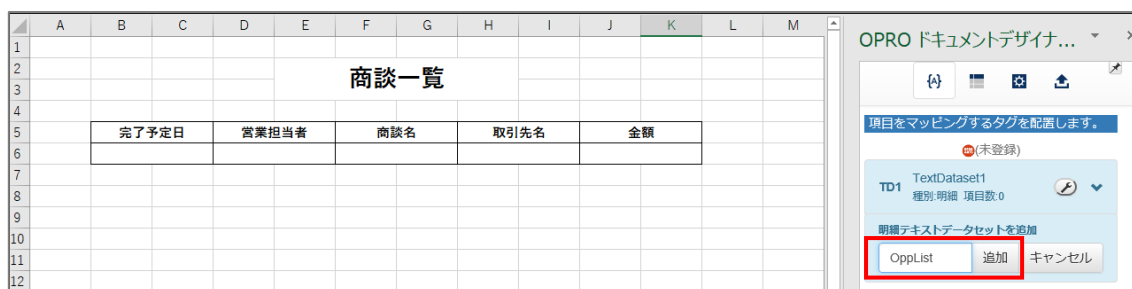 A B C D E F G H I J K L M
OPRO ドキュメントデザイナ...
1
2
商談一覧
3
4
5 完了予定日 営業担当者 商談名 取引先名 金額
6
7
8
9
10
11
12
{A}
項目をマッピングするタグを配置します。
(未登録)
TD1 TextDataset1
種別:明細 項目数:0
明細テキストデータセットを追加
OppList 追加 キャンセル